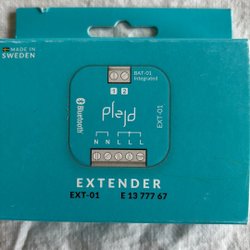 MADE IN
SWEDEN
BAT-01
Integrated
1 2
Bluetooth
Plejd
EXT-01
N N L L L
EXTENDER
EXT-01 E 13 777 67